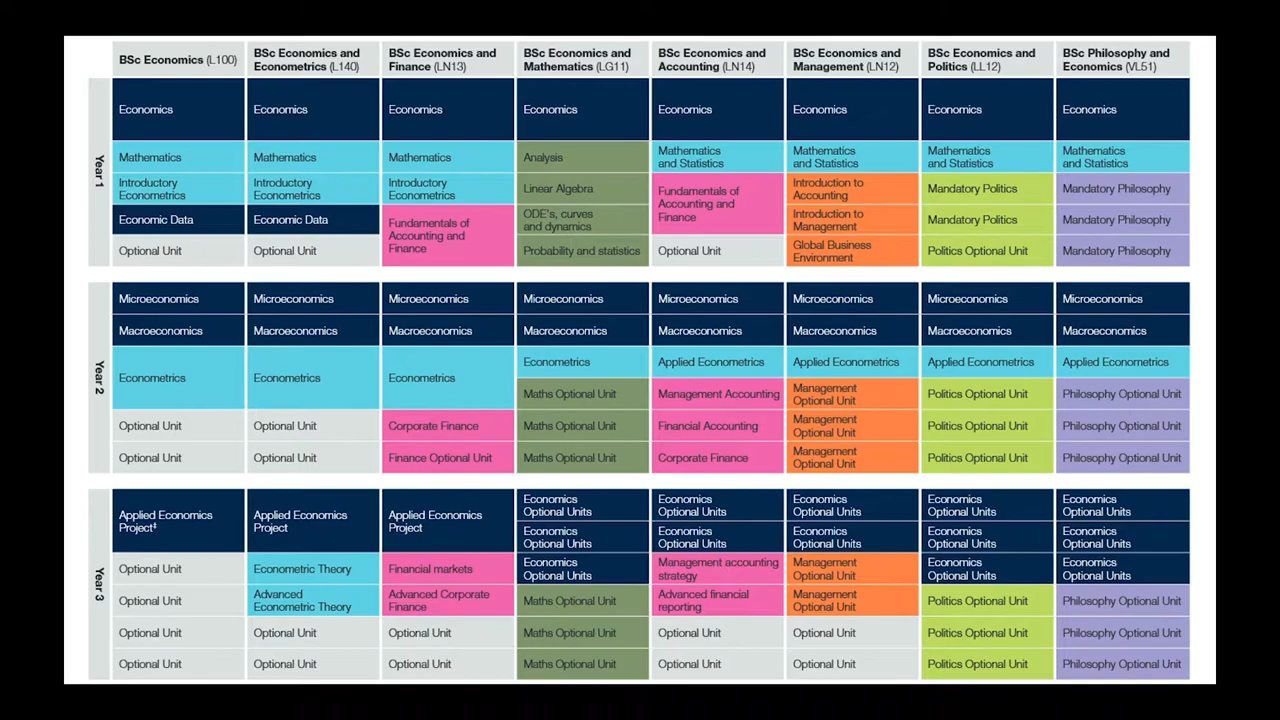 BSc Economics (L100)
BSc Economics and
Econometrics (L140)
BSc Economics and
Finance (LN13)
BSc Economics and
Mathematics (LG11)
BSc Economics and
Accounting (LN14)
BSc Economics and
Management (LN12)
BSc Economics and
Politics (LL12)
BSc Philosophy and
Economics (VL51)
Year 1
Economics
Economics
Economics
Economics
Economics
Economics
Economics
Economics
Mathematics
Mathematics
Mathematics
Analysis
Mathematics
and Statistics
Mathematics
and Statistics
Mathematics
and Statistics
Mathematics
and Statistics
Introductory
Econometrics
Introductory
Econometrics
Introductory
Econometrics
Linear Algebra
Fundamentals of
Accounting and
Finance
Introduction to
Accounting
Mandatory Politics
Mandatory Philosophy
Economic Data
Economic Data
Fundamentals of
Accounting and
Finance
ODE's, curves
and dynamics
Introduction to
Management
Mandatory Politics
Mandatory Philosophy
Optional Unit
Optional Unit
Probability and statistics
Optional Unit
Global Business
Environment
Politics Optional Unit
Mandatory Philosophy
Year 2
Microeconomics
Microeconomics
Microeconomics
Microeconomics
Microeconomics
Microeconomics
Microeconomics
Microeconomics
Macroeconomics
Macroeconomics
Macroeconomics
Macroeconomics
Macroeconomics
Macroeconomics
Macroeconomics
Macroeconomics
Econometrics
Econometrics
Econometrics
Econometrics
Applied Econometrics
Applied Econometrics
Applied Econometrics
Applied Econometrics
Maths Optional Unit
Management Accounting
Management
Optional Unit
Politics Optional Unit
Philosophy Optional Unit
Optional Unit
Optional Unit
Corporate Finance
Maths Optional Unit
Financial Accounting
Management
Optional Unit
Politics Optional Unit
Philosophy Optional Unit
Optional Unit
Optional Unit
Finance Optional Unit
Maths Optional Unit
Corporate Finance
Management
Optional Unit
Politics Optional Unit
Philosophy Optional Unit
Year 3
Applied Economics
Project‡
Applied Economics
Project
Applied Economics
Project
Economics
Optional Units
Economics
Optional Units
Economics
Optional Units
Economics
Optional Units
Economics
Optional Units
Economics
Optional Units
Economics
Optional Units
Economics
Optional Units
Economics
Optional Units
Economics
Optional Units
Optional Unit
Econometric Theory
Financial markets
Economics
Optional Units
Management accounting
strategy
Management
Optional Unit
Economics
Optional Units
Economics
Optional Units
Optional Unit
Advanced
Econometric Theory
Advanced Corporate
Finance
Maths Optional Unit
Advanced financial
reporting
Management
Optional Unit
Politics Optional Unit
Philosophy Optional Unit
Optional Unit
Optional Unit
Optional Unit
Maths Optional Unit
Optional Unit
Optional Unit
Politics Optional Unit
Philosophy Optional Unit
Optional Unit
Optional Unit
Optional Unit
Maths Optional Unit
Optional Unit
Optional Unit
Politics Optional Unit
Philosophy Optional Unit